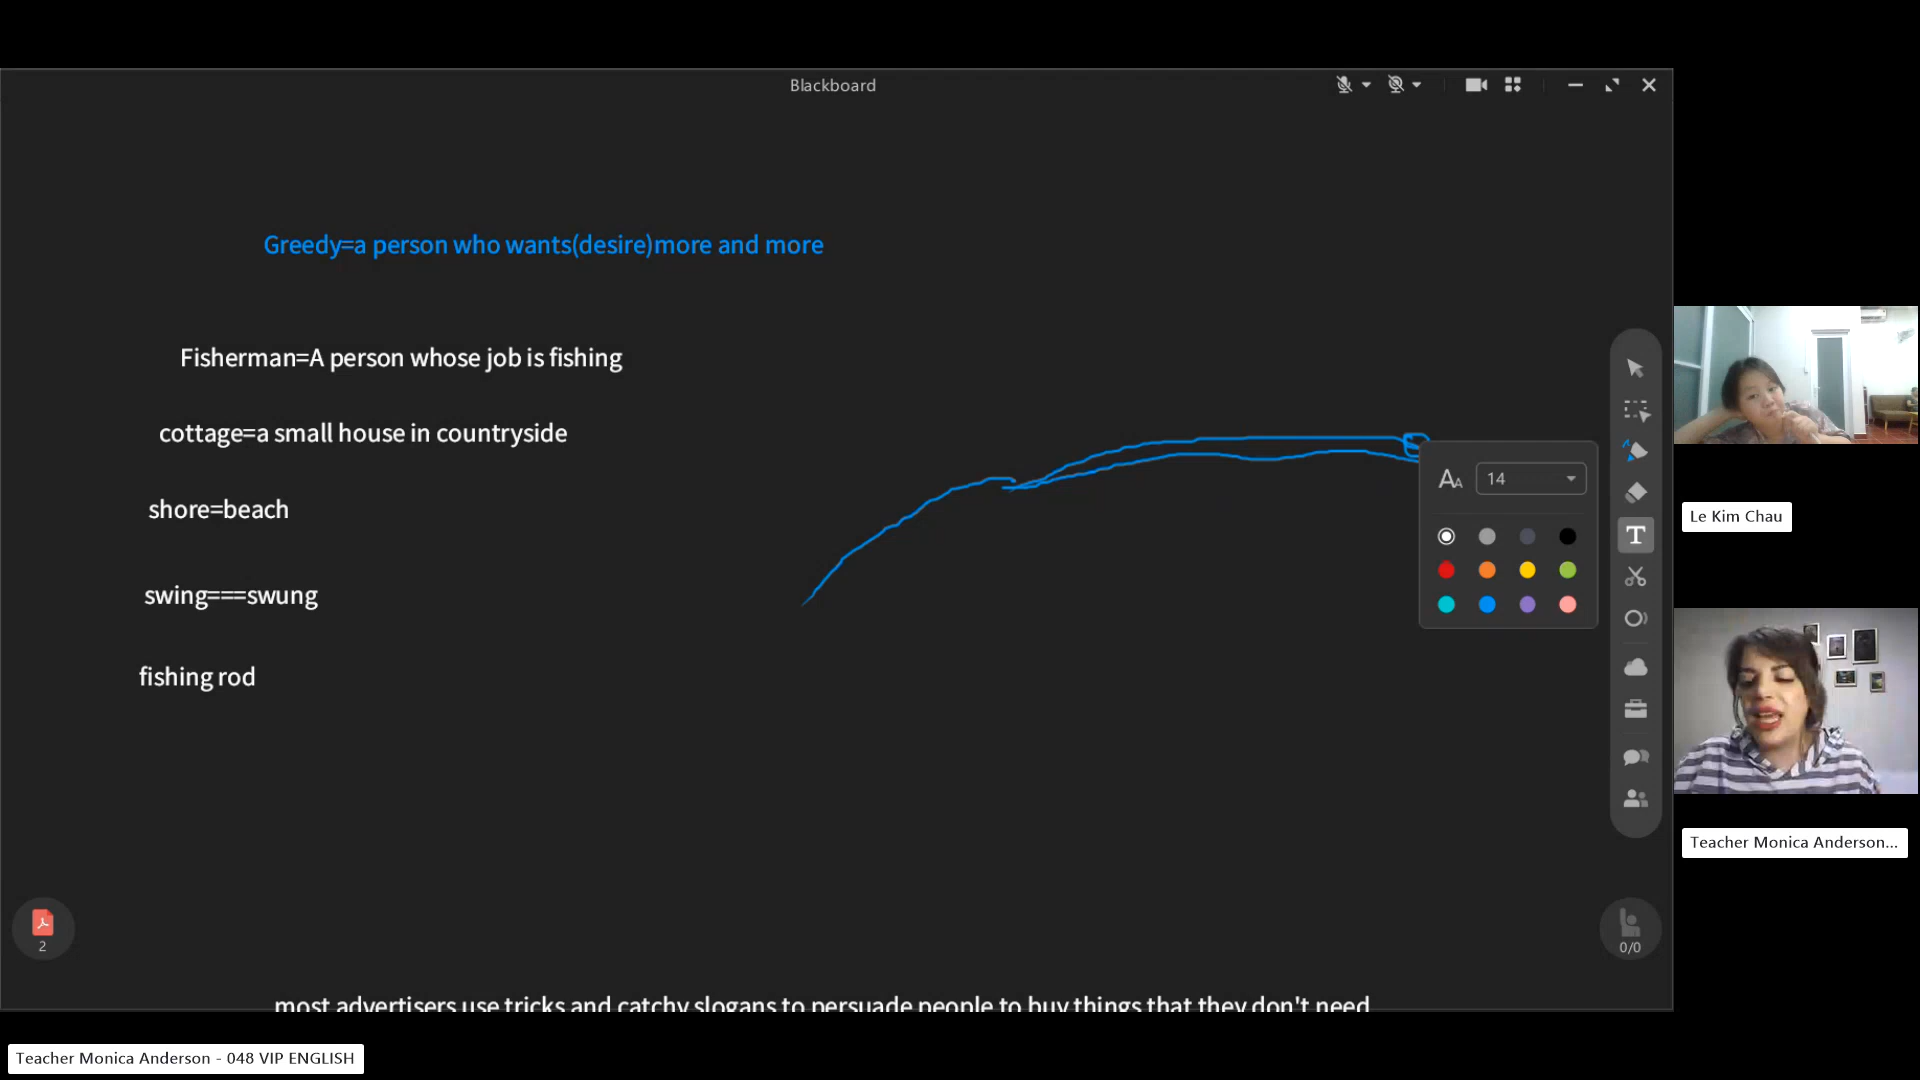 Blackboard
Greedy=a person who wants(desire)more and more
Fisherman=A person whose job is fishing
cottage=a small house in countryside
shore=beach
swing===swung
fishing rod
14
T
Le Kim Chau
Teacher Monica Anderson...
2
0/0
most advertisers use tricks and catchy slogans to persuade people to buy things that they don't need
Teacher Monica Anderson - 048 VIP ENGLISH